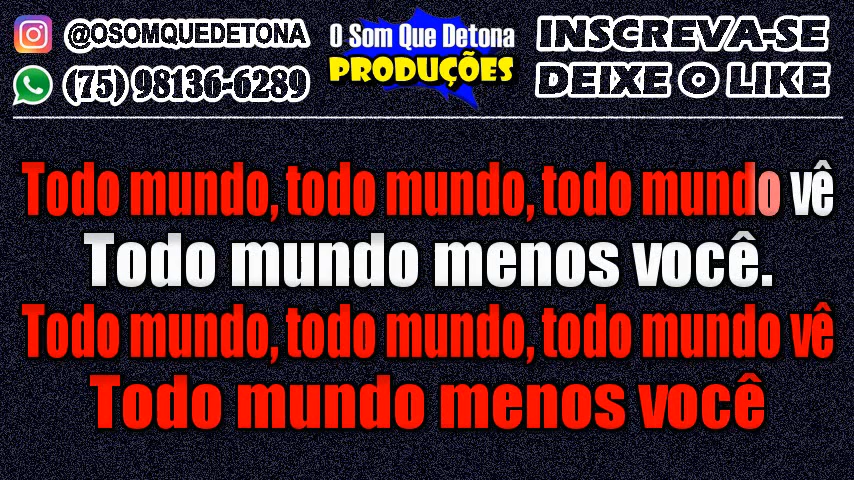 @OSOMQUEDETONA
(75) 98136-6289
O Som Que Detona
PRODUÇÕES
INSCREVA-SE
DEIXE O LIKE
Todo mundo, todo mundo, todo mundo vê
Todo mundo menos você.
Todo mundo, todo mundo, todo mundo vê
Todo mundo menos você